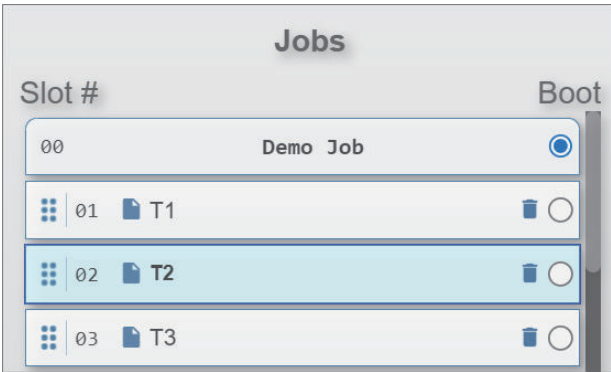 Jobs
Slot # Boot
00 Demo Job
01 T1
02 T2
03 T3